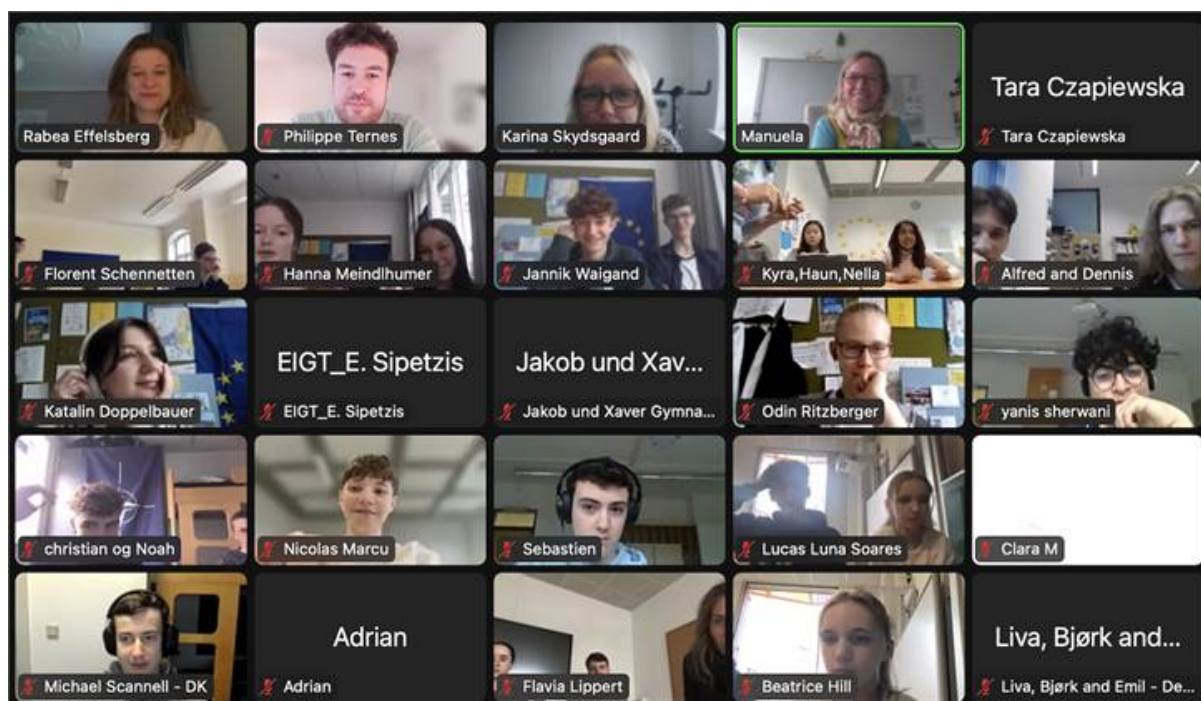 Rabea Effelsberg
Philippe Ternes
Karina Skydsgaard
Manuela
Tara Czapiewska
Tara Czapiewska
Florent Schennetten
Hanna Meindlhumer
Jannik Waigand
Kyra,Haun,Nella
Alfred and Dennis
Katalin Doppelbauer
EIGT_E. Sipetzis
EIGT_E. Sipetzis
Jakob und Xav...
Jakob und Xaver Gymna...
Odin Ritzberger
yanis sherwani
christian og Noah
Nicolas Marcu
Sebastien
Lucas Luna Soares
Clara M
Michael Scannell - DK
Adrian
Adrian
Flavia Lippert
Beatrice Hill
Liva, Bjørk and...
Liva, Bjørk and Emil - De...